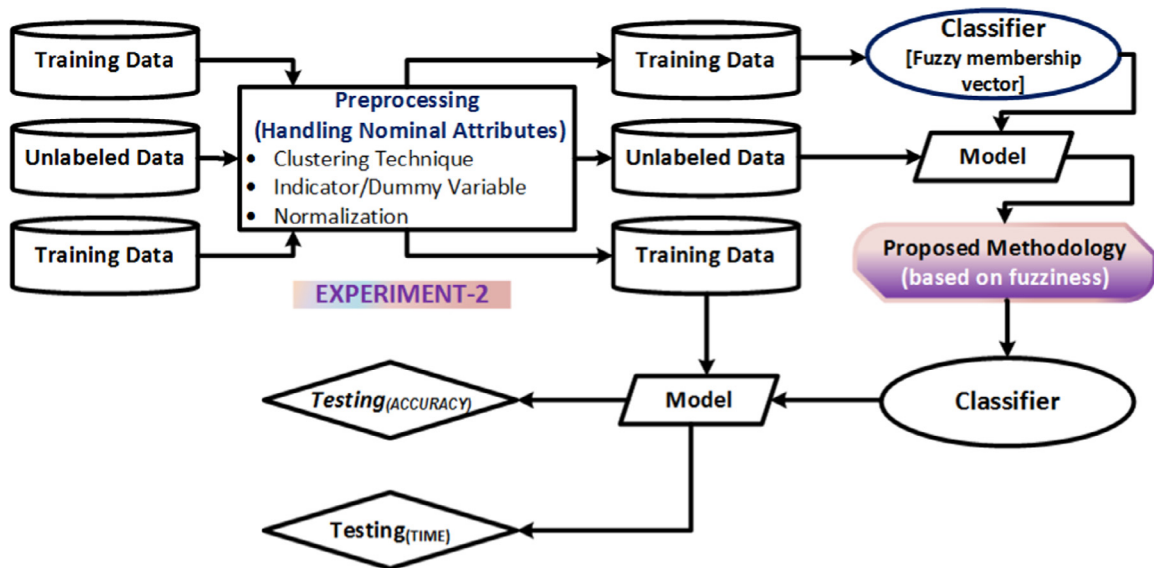 Training Data
Unlabeled Data
Training Data
Preprocessing
(Handling Nominal Attributes)
• Clustering Technique
• Indicator/Dummy Variable
• Normalization
EXPERIMENT-2
Training Data
Unlabeled Data
Training Data
Classifier
[Fuzzy membership
vector]
Model
Proposed Methodology
(based on fuzziness)
Classifier
Model
Testing(ACCURACY)
Testing(TIME)